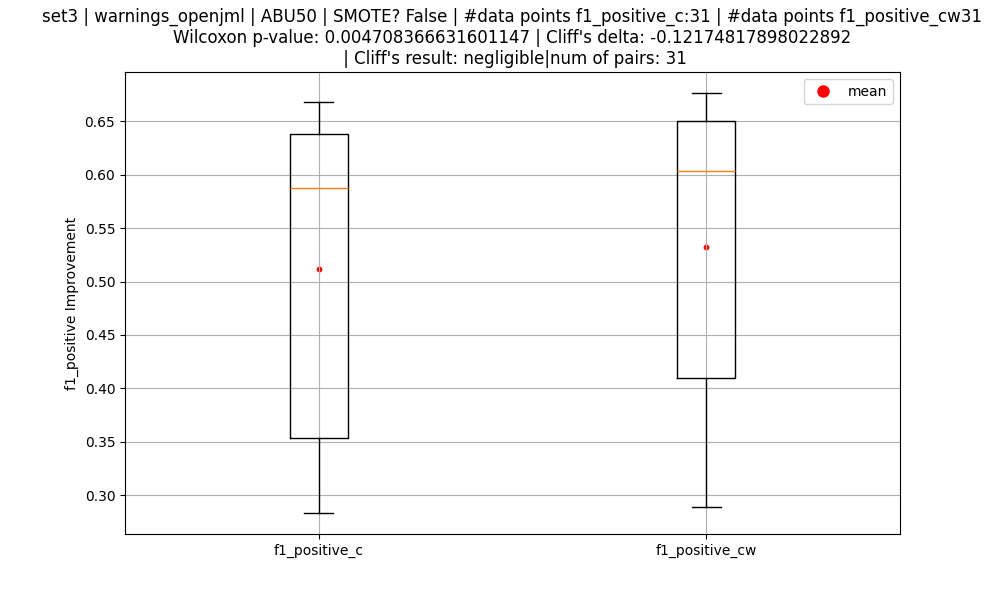 set3 | warnings_openjml | ABU50 | SMOTE? False | #data points f1_positive_c:31 | #data points f1_positive_cw31
Wilcoxon p-value: 0.004708366631601147 | Cliff's delta: -0.12174817898022892
| Cliff's result: negligible|num of pairs: 31
mean
0.65
0.60
0.55
0.50
0.45
0.40
0.35
0.30
f1_positive Improvement
f1_positive_c
f1_positive_cw